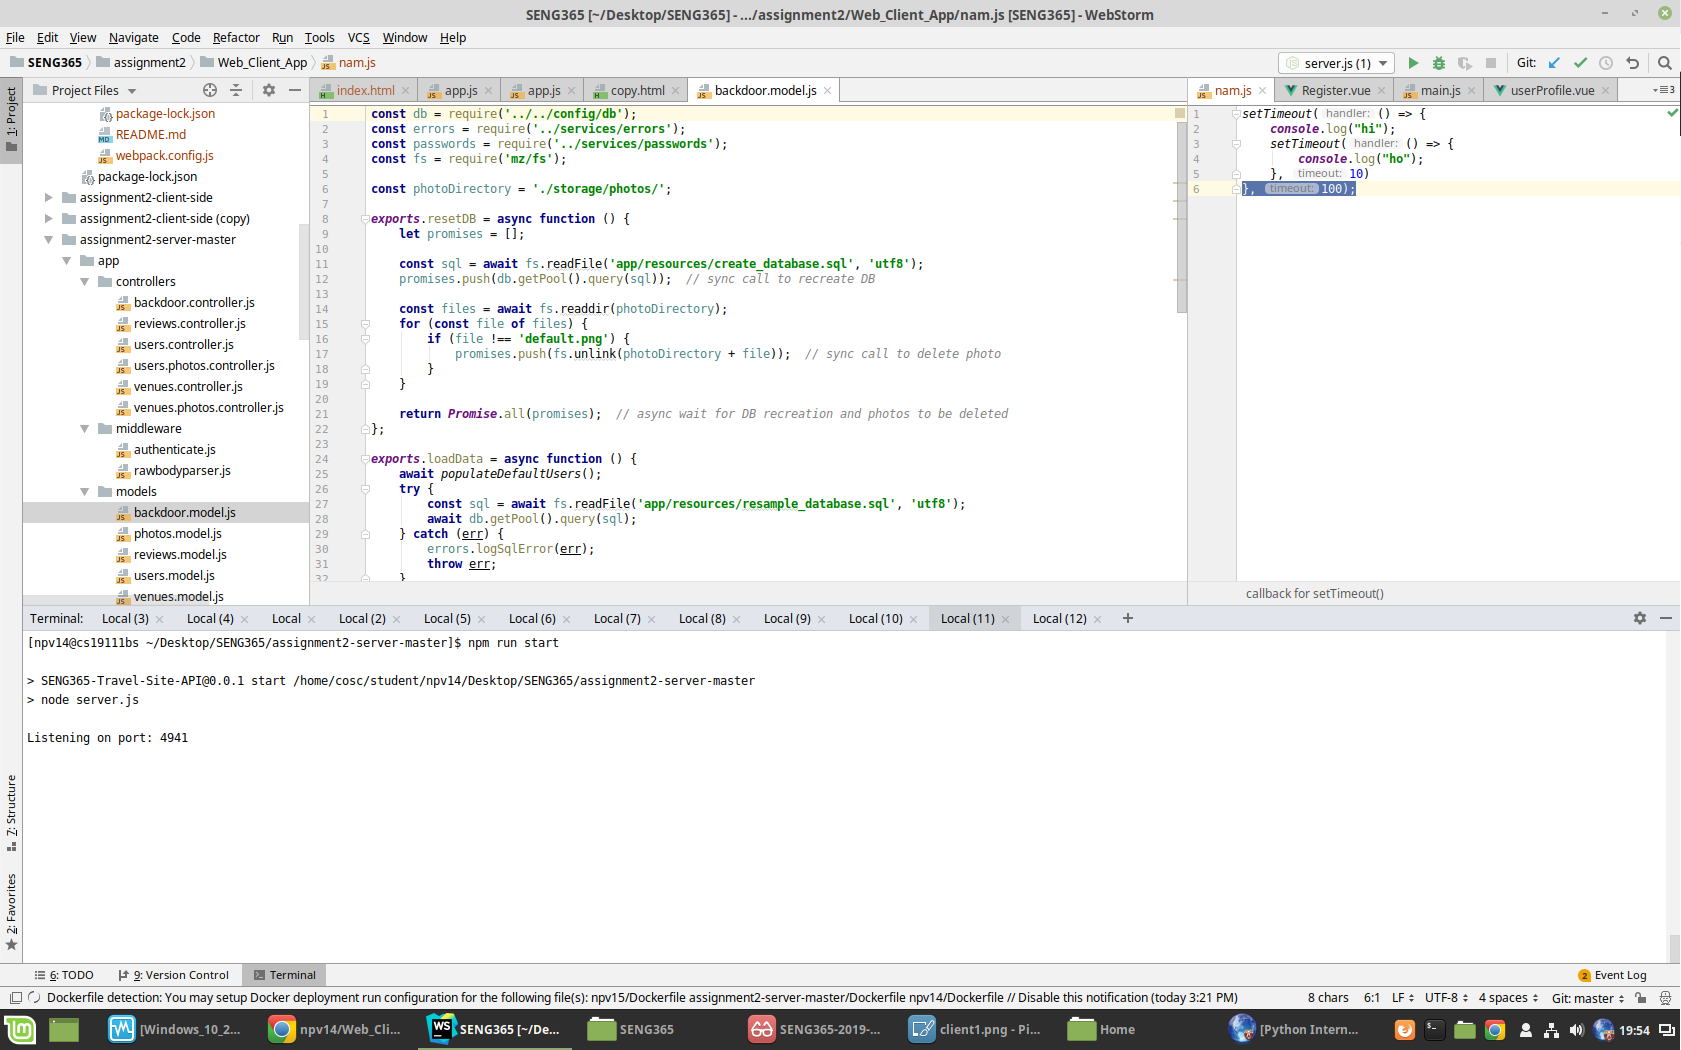 SENG365 [~/Desktop/SENG365] - .../assignment2/Web_Client_App/nam.js [SENG365] - WebStorm
File Edit View Navigate Code Refactor Run Tools VCS Window Help
SENG365 assignment2 Web_Client_App nam.js server.js (1) Git:
1: Project
7: Structure
2: Favorites
Project Files
package-lock.json
README.md
webpack.config.js
package-lock.json
assignment2-client-side
assignment2-client-side (copy)
assignment2-server-master
app
controllers
backdoor.controller.js
reviews.controller.js
users.controller.js
users.photos.controller.js
venues.controller.js
venues.photos.controller.js
middleware
authenticate.js
rawbodyparser.js
models
backdoor.model.js
photos.model.js
reviews.model.js
users.model.js
venues.model.js
index.html app.js app.js copy.html backdoor.model.js
1 const db = require('../../config/db');
2 const errors = require('../services/errors');
3 const passwords = require('../services/passwords');
4 const fs = require('mz/fs');
5
6 const photoDirectory = './storage/photos/';
7
8 exports.resetDB = async function () {
9 let promises = [];
10
11 const sql = await fs.readFile('app/resources/create_database.sql', 'utf8');
12 promises.push(db.getPool().query(sql)); // sync call to recreate DB
13
14 const files = await fs.readdir(photoDirectory);
15 for (const file of files) {
16 if (file !== 'default.png') {
17 promises.push(fs.unlink(photoDirectory + file)); // sync call to delete photo
18 }
19 }
20
21 return Promise.all(promises); // async wait for DB recreation and photos to be deleted
22 };
23
24 exports.loadData = async function () {
25 await populateDefaultUsers();
26 try {
27 const sql = await fs.readFile('app/resources/resample_database.sql', 'utf8');
28 await db.getPool().query(sql);
29 } catch (err) {
30 errors.logSqlError(err);
31 throw err;
32 }
nam.js Register.vue main.js userProfile.vue 3
1 setTimeout( handler: () => {
2 console.log("hi");
3 setTimeout( handler: () => {
4 console.log("ho");
5 }, timeout: 10)
6 }, timeout: 100);
callback for setTimeout()
Terminal: Local (3) Local (4) Local Local (2) Local (5) Local (6) Local (7) Local (8) Local (9) Local (10) Local (11) Local (12)
[npv14@cs19111bs ~/Desktop/SENG365/assignment2-server-master]$ npm run start
> SENG365-Travel-Site-API@0.0.1 start /home/cosc/student/npv14/Desktop/SENG365/assignment2-server-master
> node server.js
Listening on port: 4941
6: TODO 9: Version Control Terminal 2 Event Log
Dockerfile detection: You may setup Docker deployment run configuration for the following file(s): npv15/Dockerfile assignment2-server-master/Dockerfile npv14/Dockerfile // Disable this notification (today 3:21 PM) 8 chars 6:1 LF UTF-8 4 spaces Git: master
[Windows_10_2... npv14/Web_Cli... WS SENG365 [~/De... SENG365 SENG365-2019-... client1.png - Pi... Home [Python Intern... 19:54